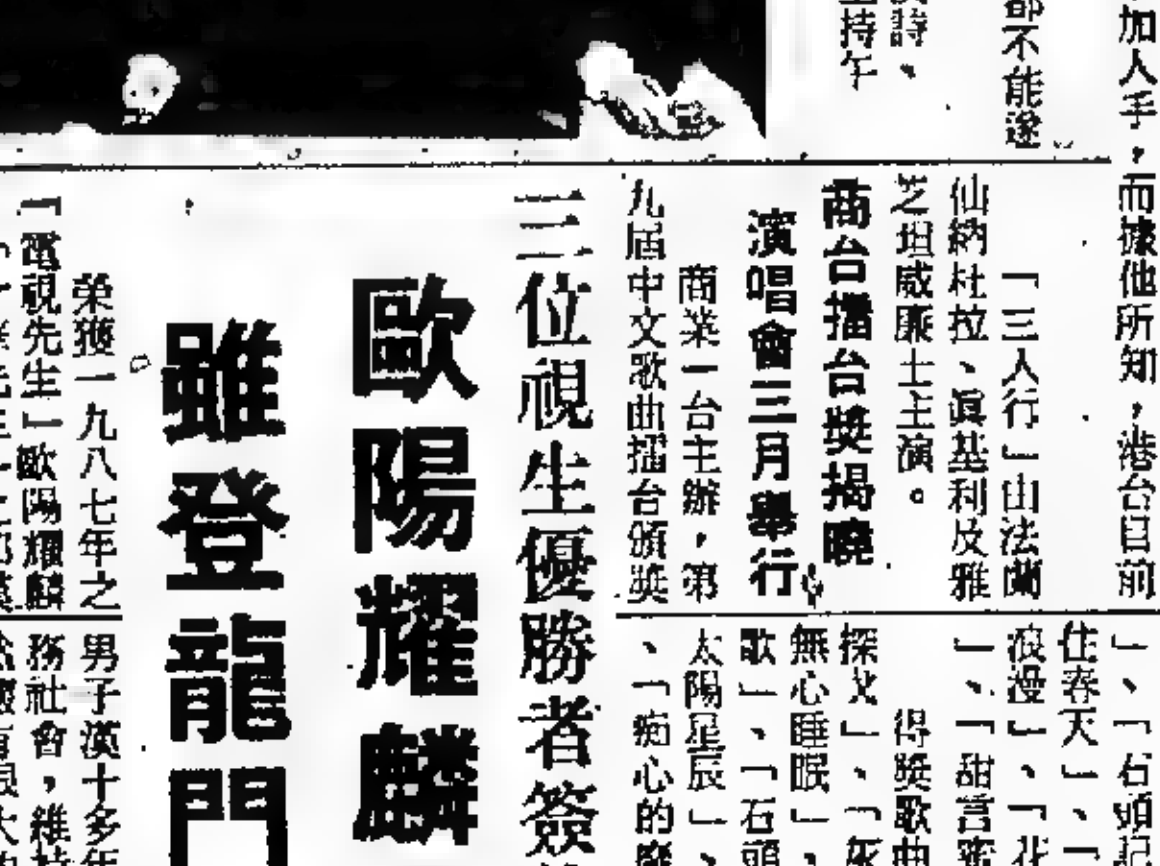 加人手，而據他所知，港台目前
都不能遂
持午
「三人行」由法蘭
仙納杜拉、眞基利及雅
芝坦威廉士主演。
商台擂台獎揭曉
演唱會三月舉行
商業一台主辦，第
九屆中文歌曲擂台頒獎
」、「石頭記
住春天」、「
浪漫」、「花
」、「甜言蜜
得獎歌曲
探戈」、「灰
無心睡眠」、
歌」、「石頭
太陽星辰」、
、「痴心的廢
三位視生優勝者簽
歐陽耀麟
雖登龍門
榮獲一九八七年之
「電視先生」歐陽耀麟
男子漢十多年
務社會，維持